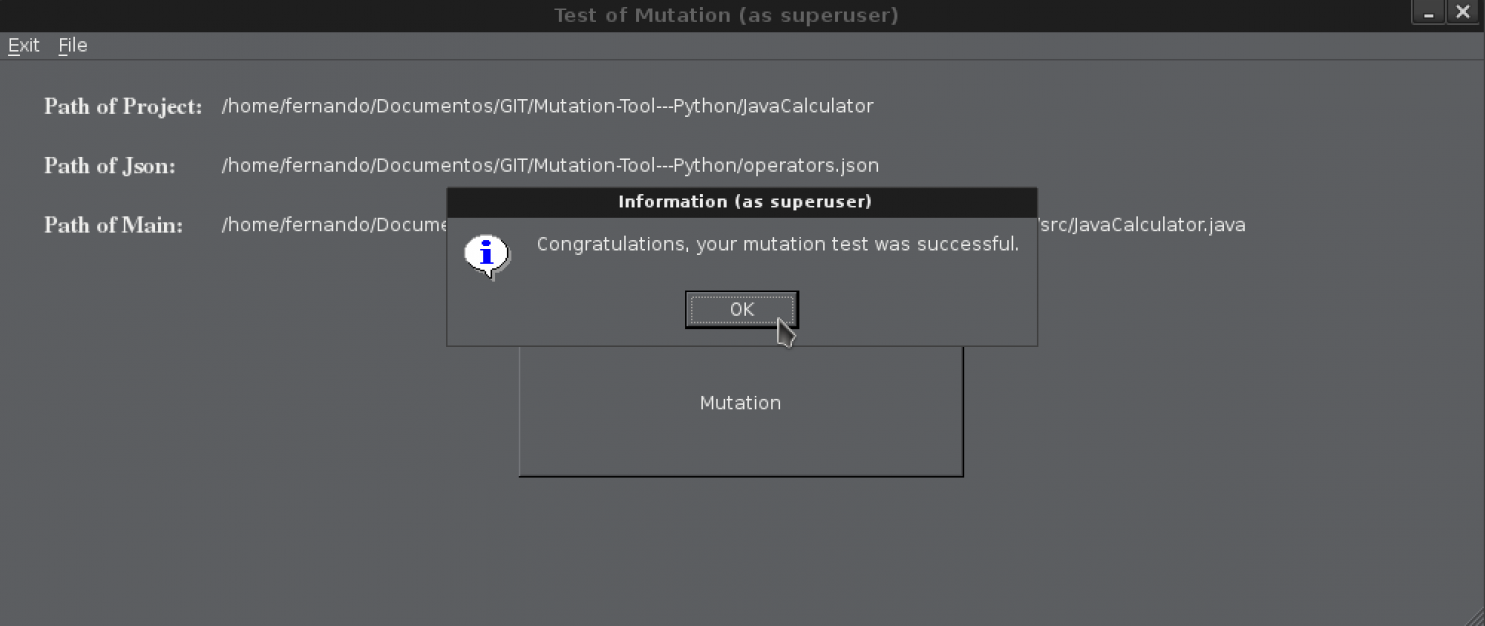 Test of Mutation (as superuser)
Exit File
Path of Project: /home/fernando/Documentos/GIT/Mutation-Tool---Python/JavaCalculator
Path of Json: /home/fernando/Documentos/GIT/Mutation-Tool---Python/operators.json
Information (as superuser)
Path of Main: /home/fernando/Docume /src/JavaCalculator.java
Congratulations, your mutation test was successful.
OK
Mutation